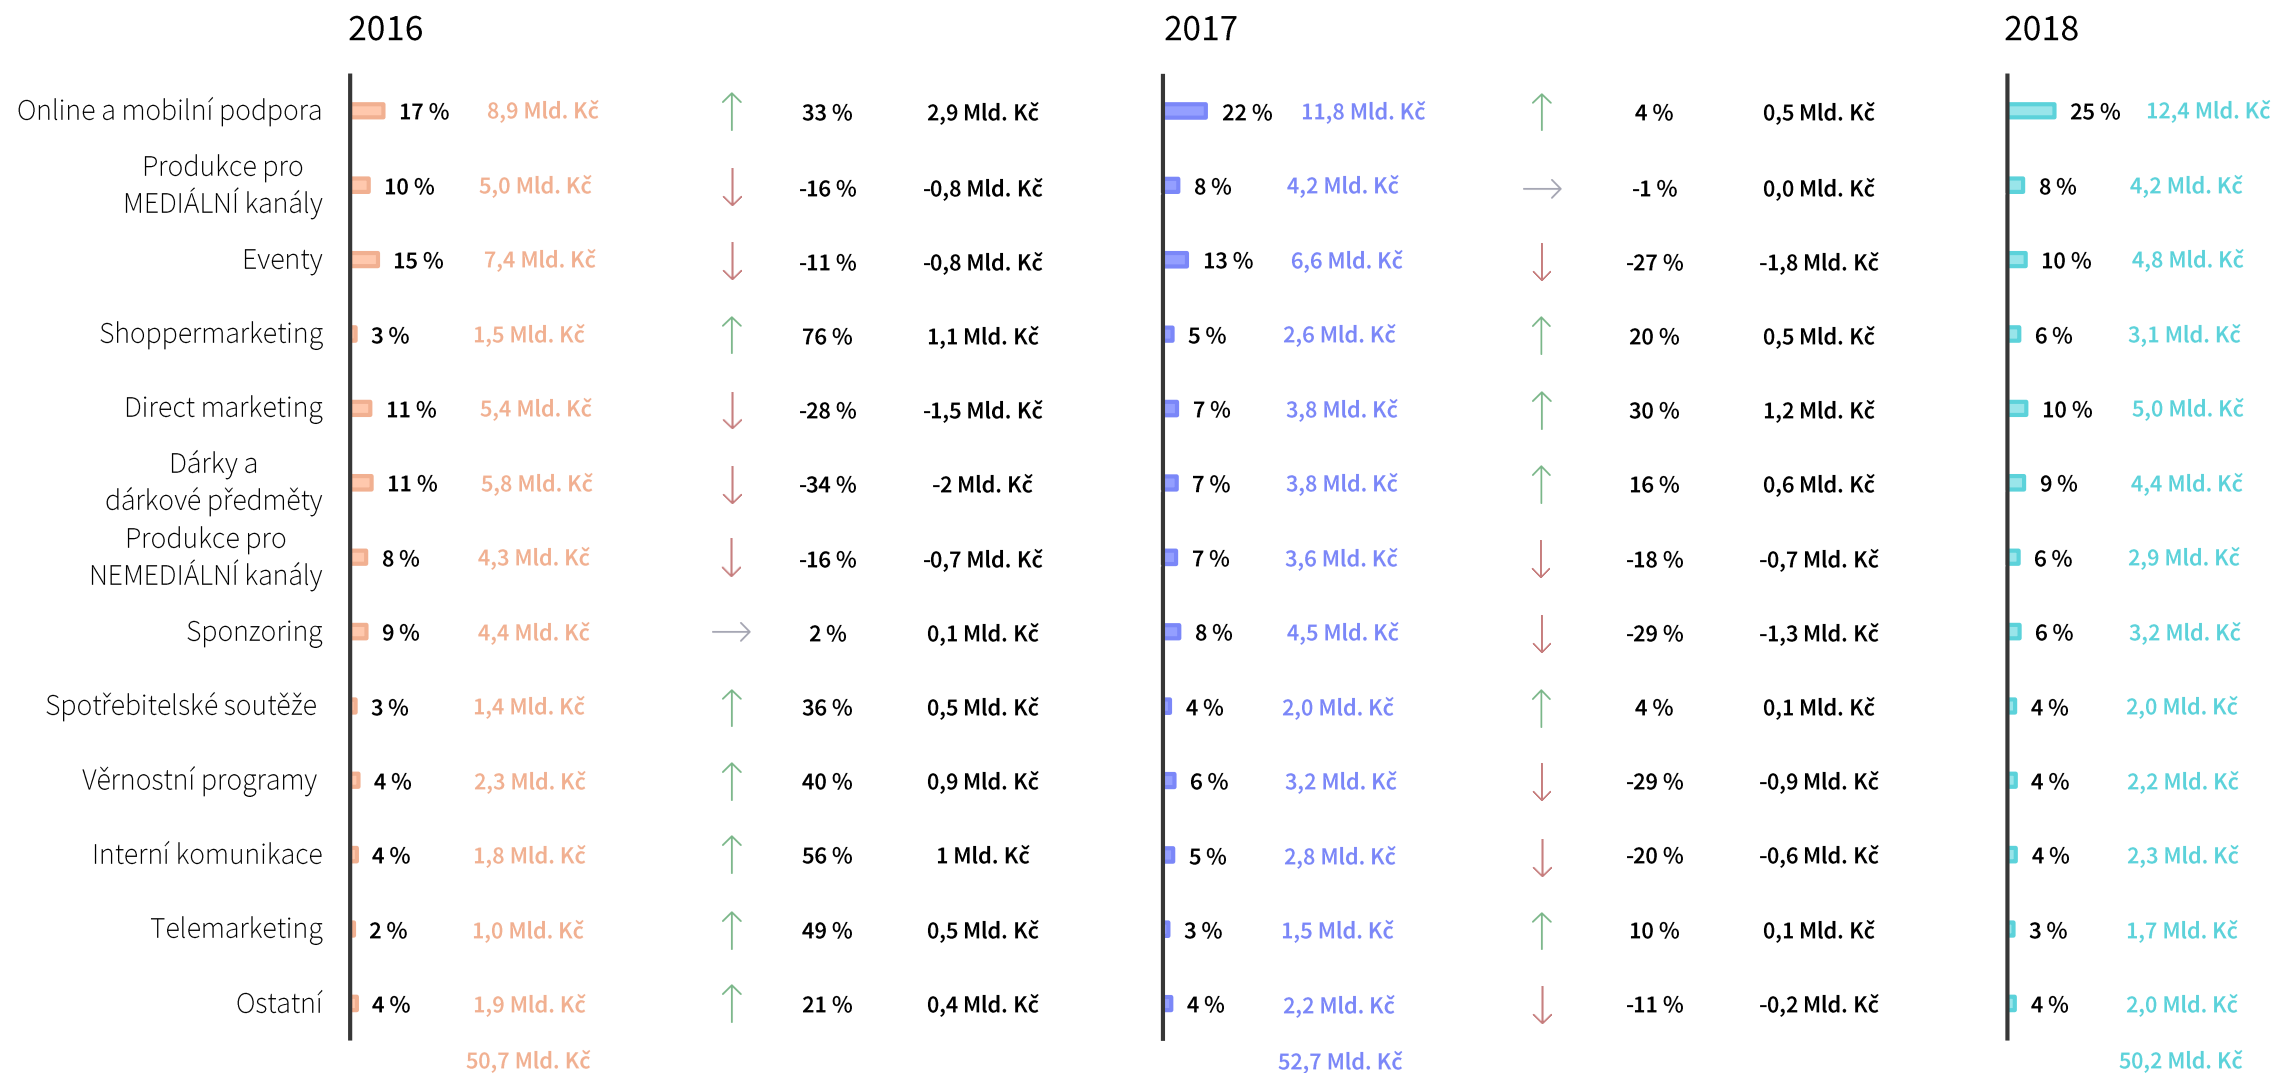 2016 2017 2018
Online a mobilní podpora 17 % 8,9 Mld. Kč 33 % 2,9 Mld. Kč 22 % 11,8 Mld. Kč 4 % 0,5 Mld. Kč 25 % 12,4 Mld. Kč
Produkce pro
MEDIÁLNÍ kanály 10 % 5,0 Mld. Kč -16 % -0,8 Mld. Kč 8 % 4,2 Mld. Kč -1 % 0,0 Mld. Kč 8 % 4,2 Mld. Kč
Eventy 15 % 7,4 Mld. Kč -11 % -0,8 Mld. Kč 13 % 6,6 Mld. Kč -27 % -1,8 Mld. Kč 10 % 4,8 Mld. Kč
Shoppermarketing 3 % 1,5 Mld. Kč 76 % 1,1 Mld. Kč 5 % 2,6 Mld. Kč 20 % 0,5 Mld. Kč 6 % 3,1 Mld. Kč
Direct marketing 11 % 5,4 Mld. Kč -28 % -1,5 Mld. Kč 7 % 3,8 Mld. Kč 30 % 1,2 Mld. Kč 10 % 5,0 Mld. Kč
Dárky a
dárkové předměty 11 % 5,8 Mld. Kč -34 % -2 Mld. Kč 7 % 3,8 Mld. Kč 16 % 0,6 Mld. Kč 9 % 4,4 Mld. Kč
Produkce pro
NEMEDIÁLNÍ kanály 8 % 4,3 Mld. Kč -16 % -0,7 Mld. Kč 7 % 3,6 Mld. Kč -18 % -0,7 Mld. Kč 6 % 2,9 Mld. Kč
Sponzoring 9 % 4,4 Mld. Kč 2 % 0,1 Mld. Kč 8 % 4,5 Mld. Kč -29 % -1,3 Mld. Kč 6 % 3,2 Mld. Kč
Spotřebitelské soutěže 3 % 1,4 Mld. Kč 36 % 0,5 Mld. Kč 4 % 2,0 Mld. Kč 4 % 0,1 Mld. Kč 4 % 2,0 Mld. Kč
Věrnostní programy 4 % 2,3 Mld. Kč 40 % 0,9 Mld. Kč 6 % 3,2 Mld. Kč -29 % -0,9 Mld. Kč 4 % 2,2 Mld. Kč
Interní komunikace 4 % 1,8 Mld. Kč 56 % 1 Mld. Kč 5 % 2,8 Mld. Kč -20 % -0,6 Mld. Kč 4 % 2,3 Mld. Kč
Telemarketing 2 % 1,0 Mld. Kč 49 % 0,5 Mld. Kč 3 % 1,5 Mld. Kč 10 % 0,1 Mld. Kč 3 % 1,7 Mld. Kč
Ostatní 4 % 1,9 Mld. Kč 21 % 0,4 Mld. Kč 4 % 2,2 Mld. Kč -11 % -0,2 Mld. Kč 4 % 2,0 Mld. Kč
50,7 Mld. Kč 52,7 Mld. Kč 50,2 Mld. Kč